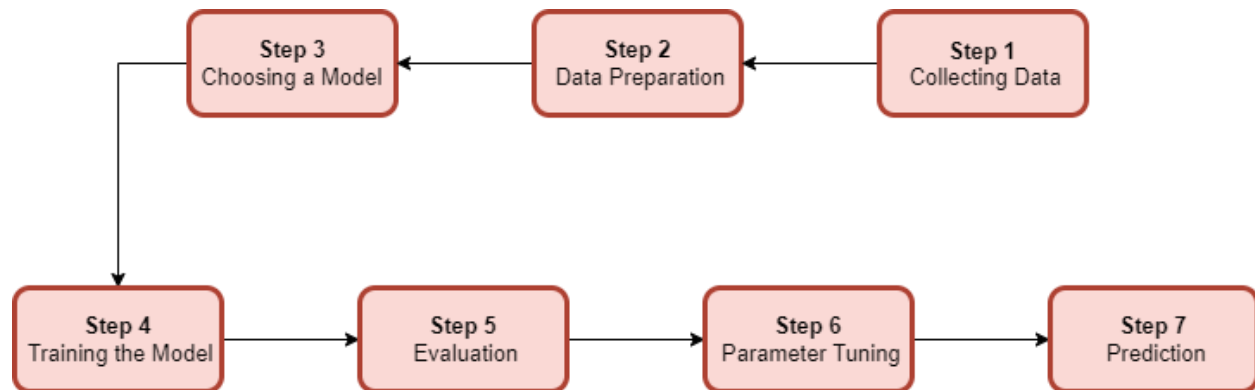 Step 1
Collecting Data
Step 2
Data Preparation
Step 3
Choosing a Model
Step 4
Training the Model
Step 5
Evaluation
Step 6
Parameter Tuning
Step 7
Prediction